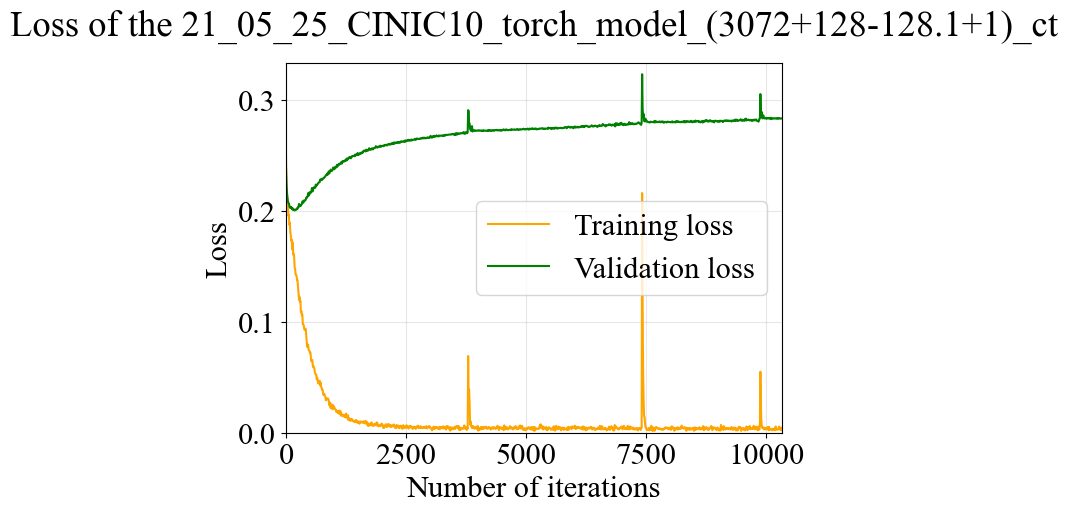 Loss of the 21_05_25_CINIC10_torch_model_(3072+128-128.1+1)_ct
0.3
0.2
0.1
0.0
Loss
Training loss
Validation loss
0 2500 5000 7500 10000
Number of iterations